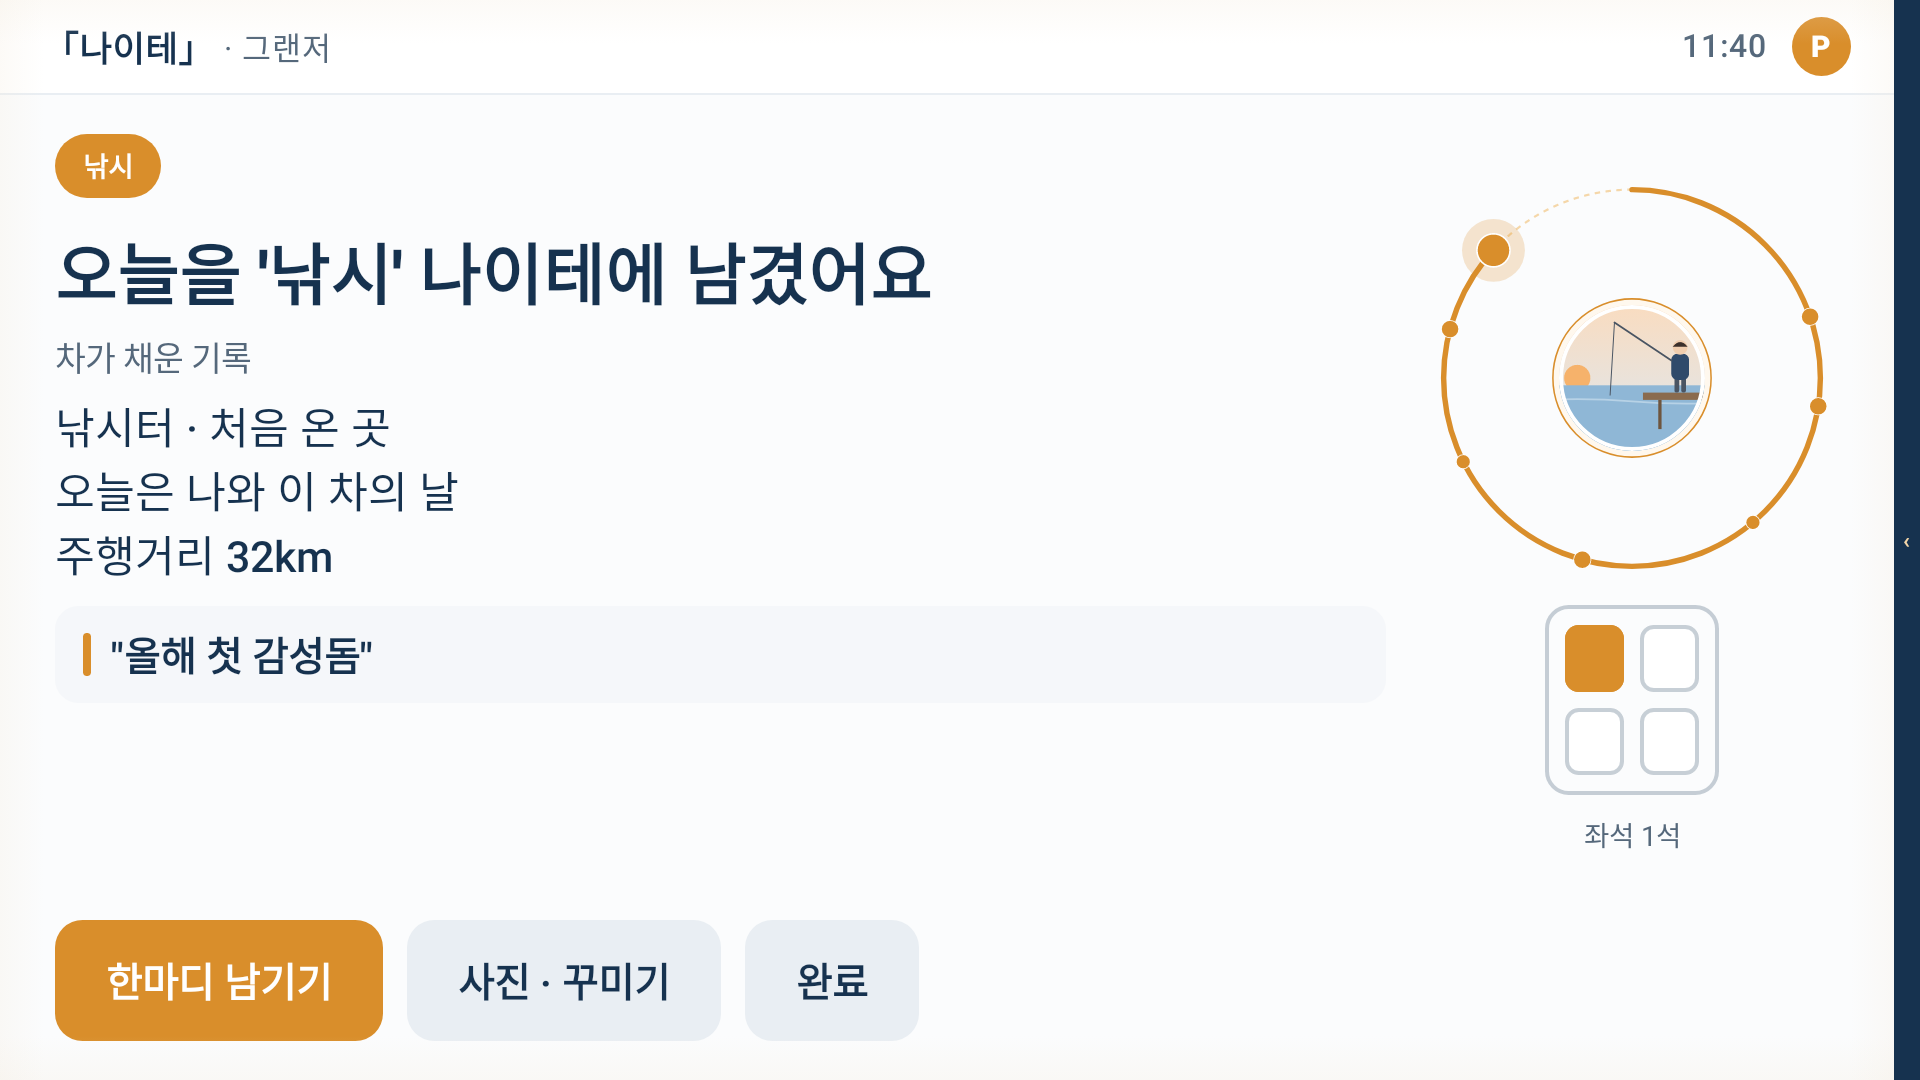 「나이테」 · 그랜저
11:40
P
낚시
오늘을 '낚시' 나이테에 남겼어요
차가 채운 기록
낚시터 · 처음 온 곳
오늘은 나와 이 차의 날
주행거리 32km
"올해 첫 감성돔"
좌석 1석
한마디 남기기
사진 · 꾸미기
완료